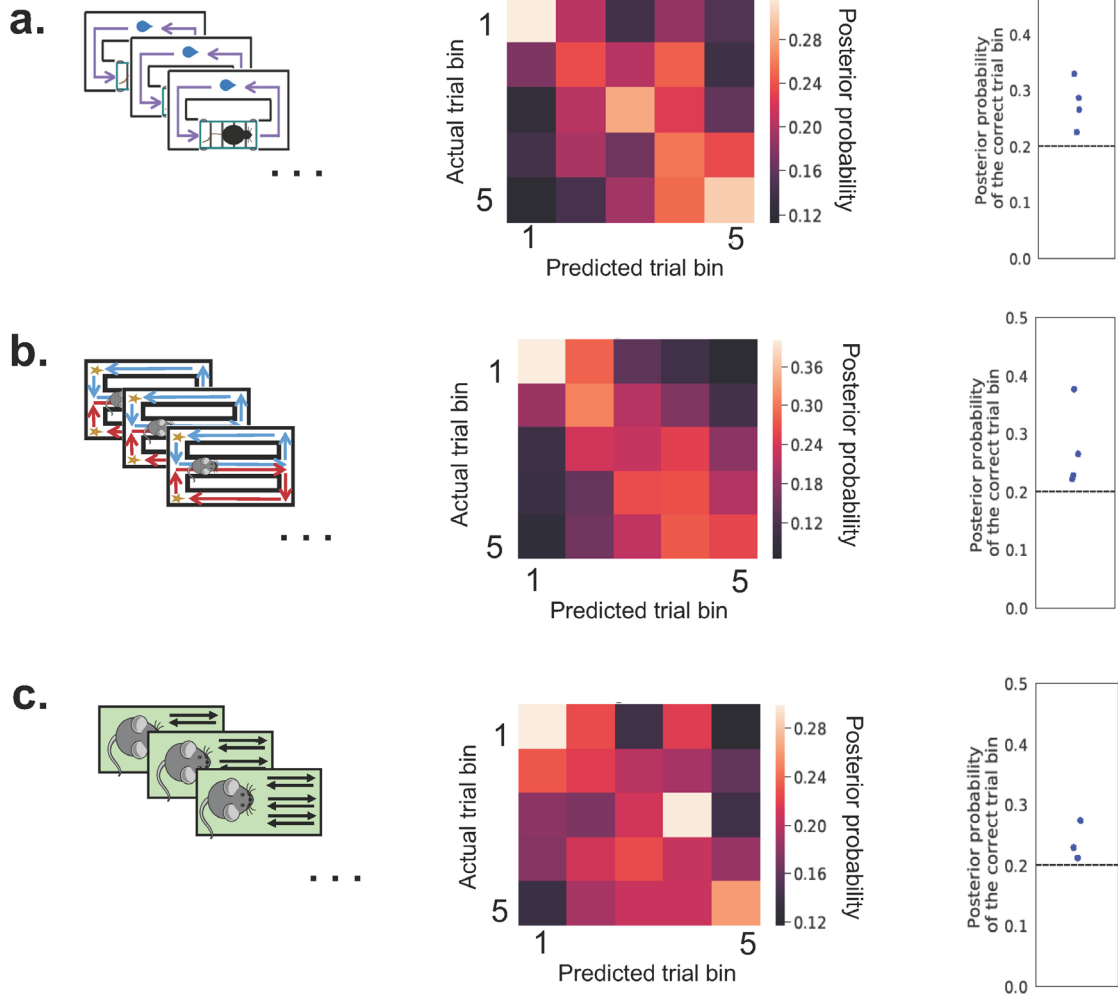 a.
. . .
Actual trial bin
1
5
1
5
Predicted trial bin
0.28
0.24
0.20
0.16
0.12
Posterior probability
Posterior probability
of the correct trial bin
0.4
0.3
0.2
0.1
0.0
b.
. . .
Actual trial bin
1
5
1
5
Predicted trial bin
0.36
0.30
0.24
0.18
0.12
Posterior probability
Posterior probability
of the correct trial bin
0.5
0.4
0.3
0.2
0.1
0.0
c.
. . .
Actual trial bin
1
5
1
5
Predicted trial bin
0.28
0.24
0.20
0.16
0.12
Posterior probability
Posterior probability
of the correct trial bin
0.5
0.4
0.3
0.2
0.1
0.0